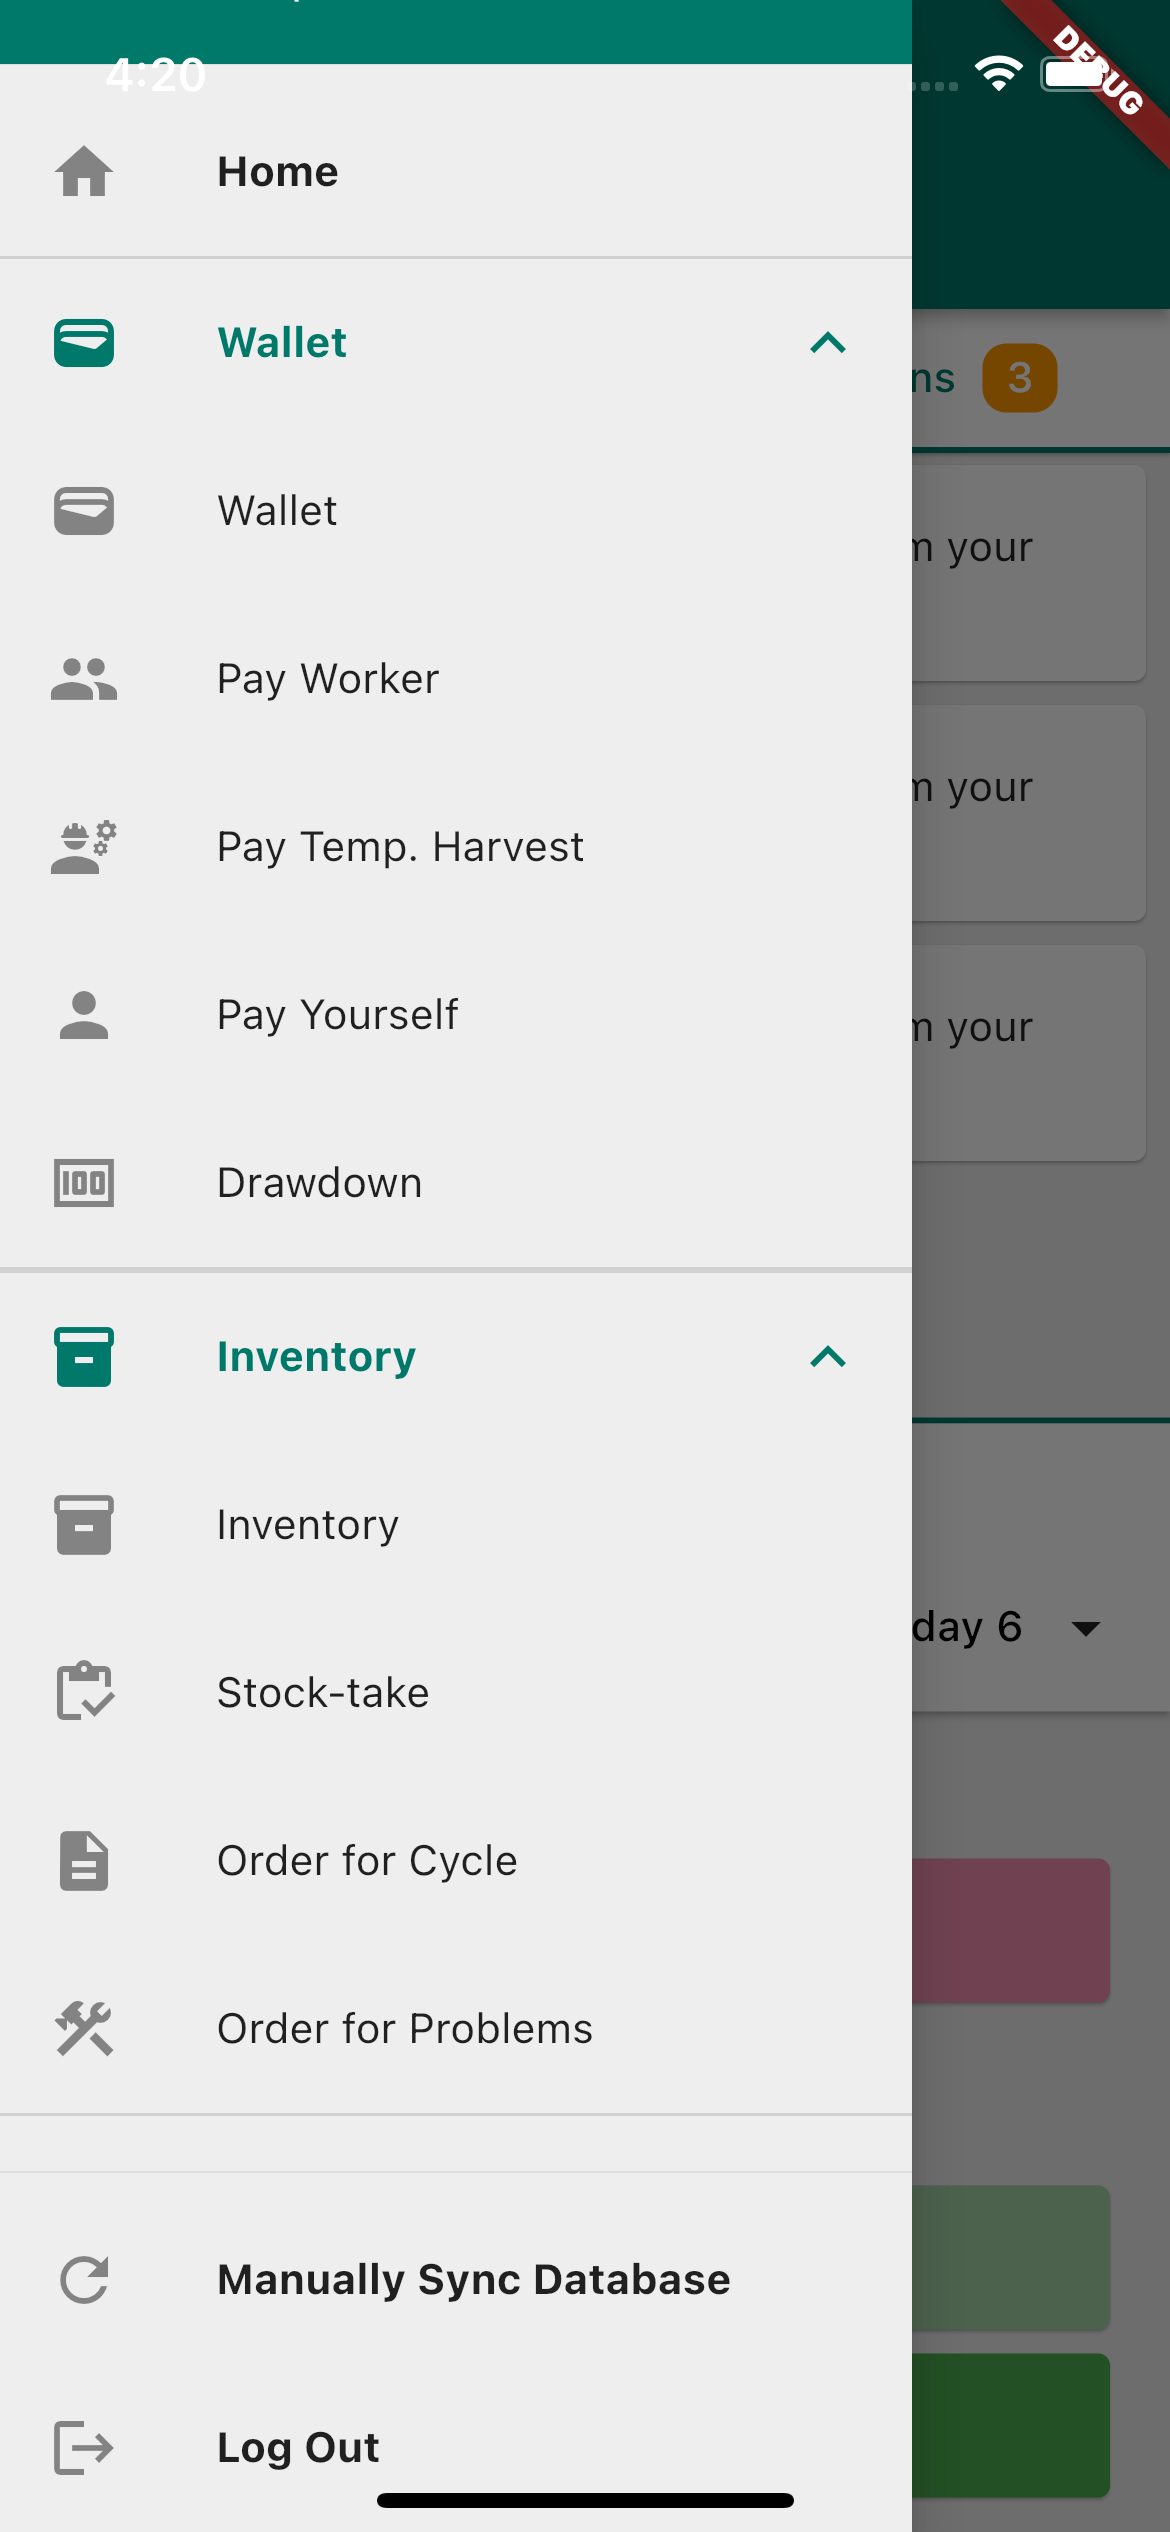 4:20
DEBUG
Home
Wallet
ns 3
Wallet
m your
Pay Worker
m your
Pay Temp. Harvest
Pay Yourself
m your
100
Drawdown
Inventory
Inventory
day 6
Stock-take
Order for Cycle
Order for Problems
Manually Sync Database
Log Out